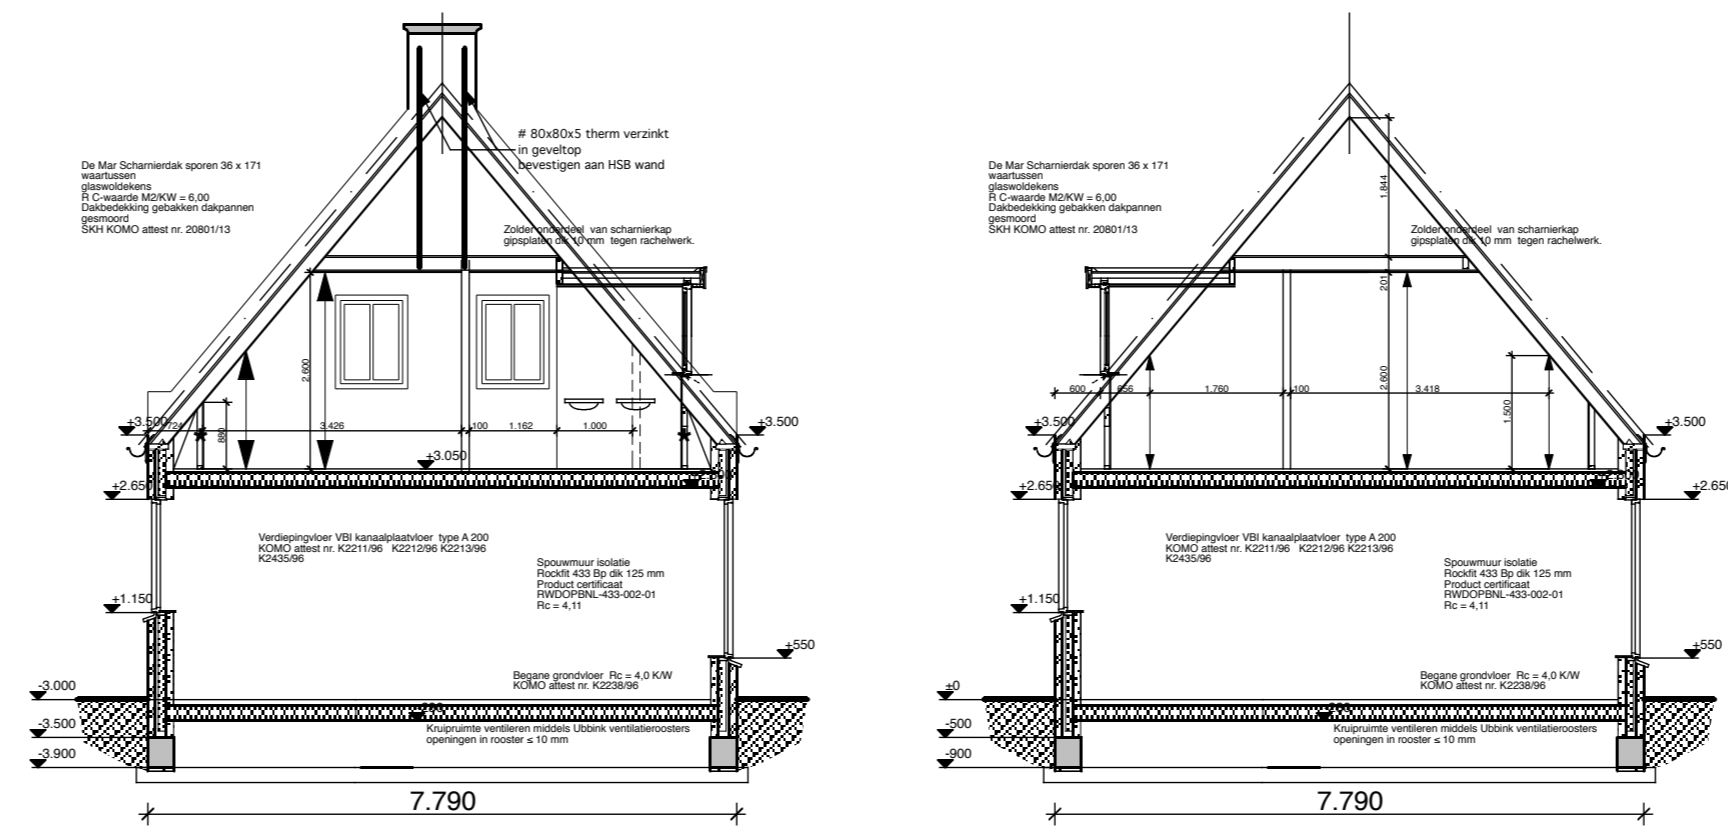 # 80x80x5 therm verzinkt
in geveltop
bevestigen aan HSB wand
De Mar Scharnierdak sporen 36 x 171
waartussen
glaswoldekens
R C-waarde M2/KW = 6,00
Dakbedekking gebakken dakpannen
gesmoord
SKH KOMO attest nr. 20801/13
Zolder onderdeel van scharnierkap
gipsplaten dik 10 mm tegen rachelwerk.
2.600
880
+3.500
724
3.426
100
1.162
1.000
+3.500
+3.050
+2.650
Verdiepingvloer VBI kanaalplaatvloer type A 200
KOMO attest nr. K2211/96 K2212/96 K2213/96
K2435/96
Spouwmuur isolatie
Rockfit 433 Bp dik 125 mm
Product certificaat
RWDOPBNL-433-002-01
Rc = 4,11
+1.150
+550
Begane grondvloer Rc = 4,0 K/W
KOMO attest nr. K2238/96
-3.000
-3.500
-3.900
Kruipruimte ventileren middels Ubbink ventilatieroosters
openingen in rooster ≤ 10 mm
7.790
De Mar Scharnierdak sporen 36 x 171
waartussen
glaswoldekens
R C-waarde M2/KW = 6,00
Dakbedekking gebakken dakpannen
gesmoord
SKH KOMO attest nr. 20801/13
1.844
Zolder onderdeel van scharnierkap
gipsplaten dik 10 mm tegen rachelwerk.
201
2.600
1.500
600
656
1.760
100
3.418
+3.500
+3.500
+2.650
+2.650
Verdiepingvloer VBI kanaalplaatvloer type A 200
KOMO attest nr. K2211/96 K2212/96 K2213/96
K2435/96
Spouwmuur isolatie
Rockfit 433 Bp dik 125 mm
Product certificaat
RWDOPBNL-433-002-01
Rc = 4,11
+1.150
+550
Begane grondvloer Rc = 4,0 K/W
KOMO attest nr. K2238/96
±0
-500
-900
Kruipruimte ventileren middels Ubbink ventilatieroosters
openingen in rooster ≤ 10 mm
7.790